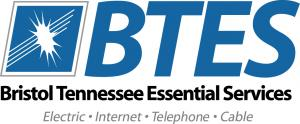 BTES
Bristol Tennessee Essential Services
Electric • Internet • Telephone • Cable